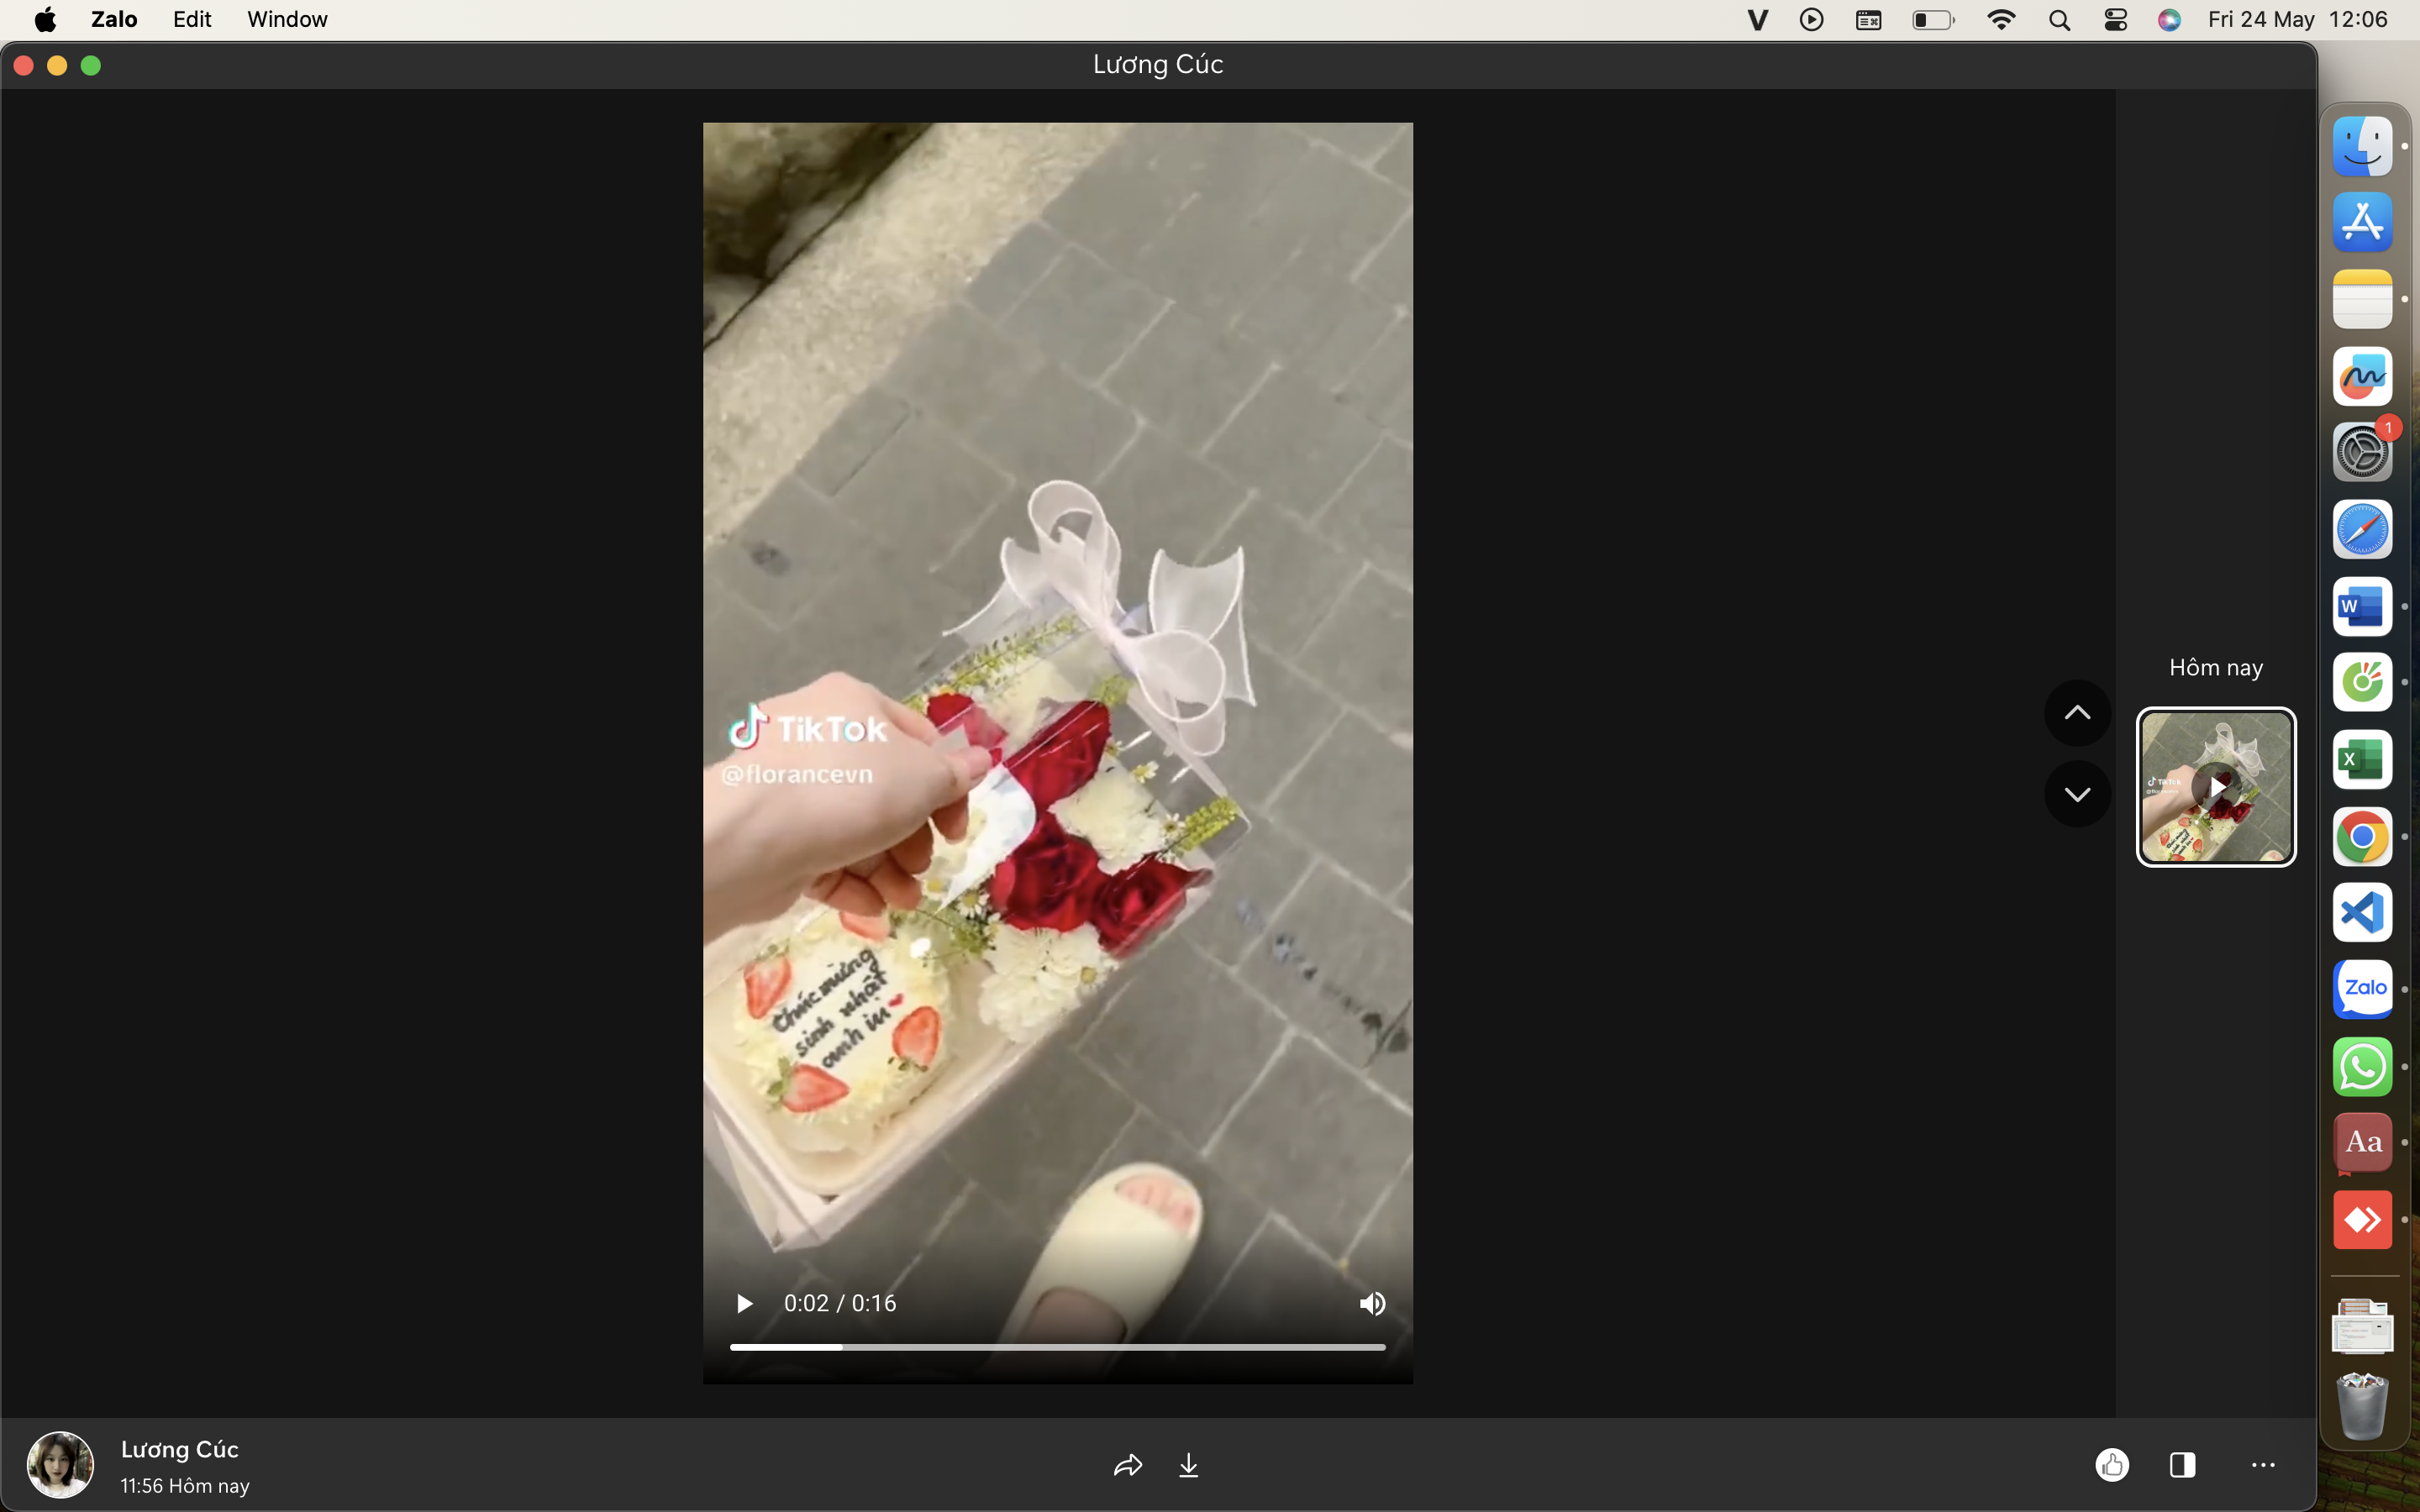 Zalo Edit Window
Fri 24 May 12:06
Lương Cúc
TikTok
@florancevn
Chúc mừng
sinh nhật
anh iu
0:02 / 0:16
Hôm nay
1
W
X
Zalo
Aa
Lương Cúc
11:56 Hôm nay